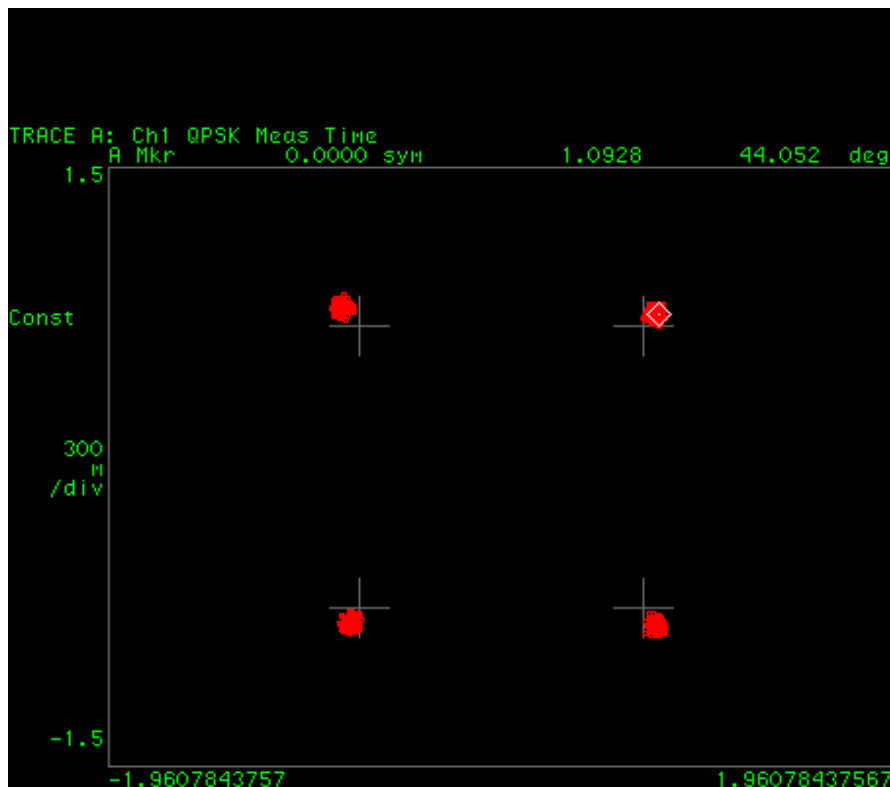 TRACE A: Ch1 QPSK Meas Time
A Mkr 0.0000 sym 1.0928 44.052 deg
1.5
Const
300
m
/div
-1.5
-1.9607843757 1.96078437567